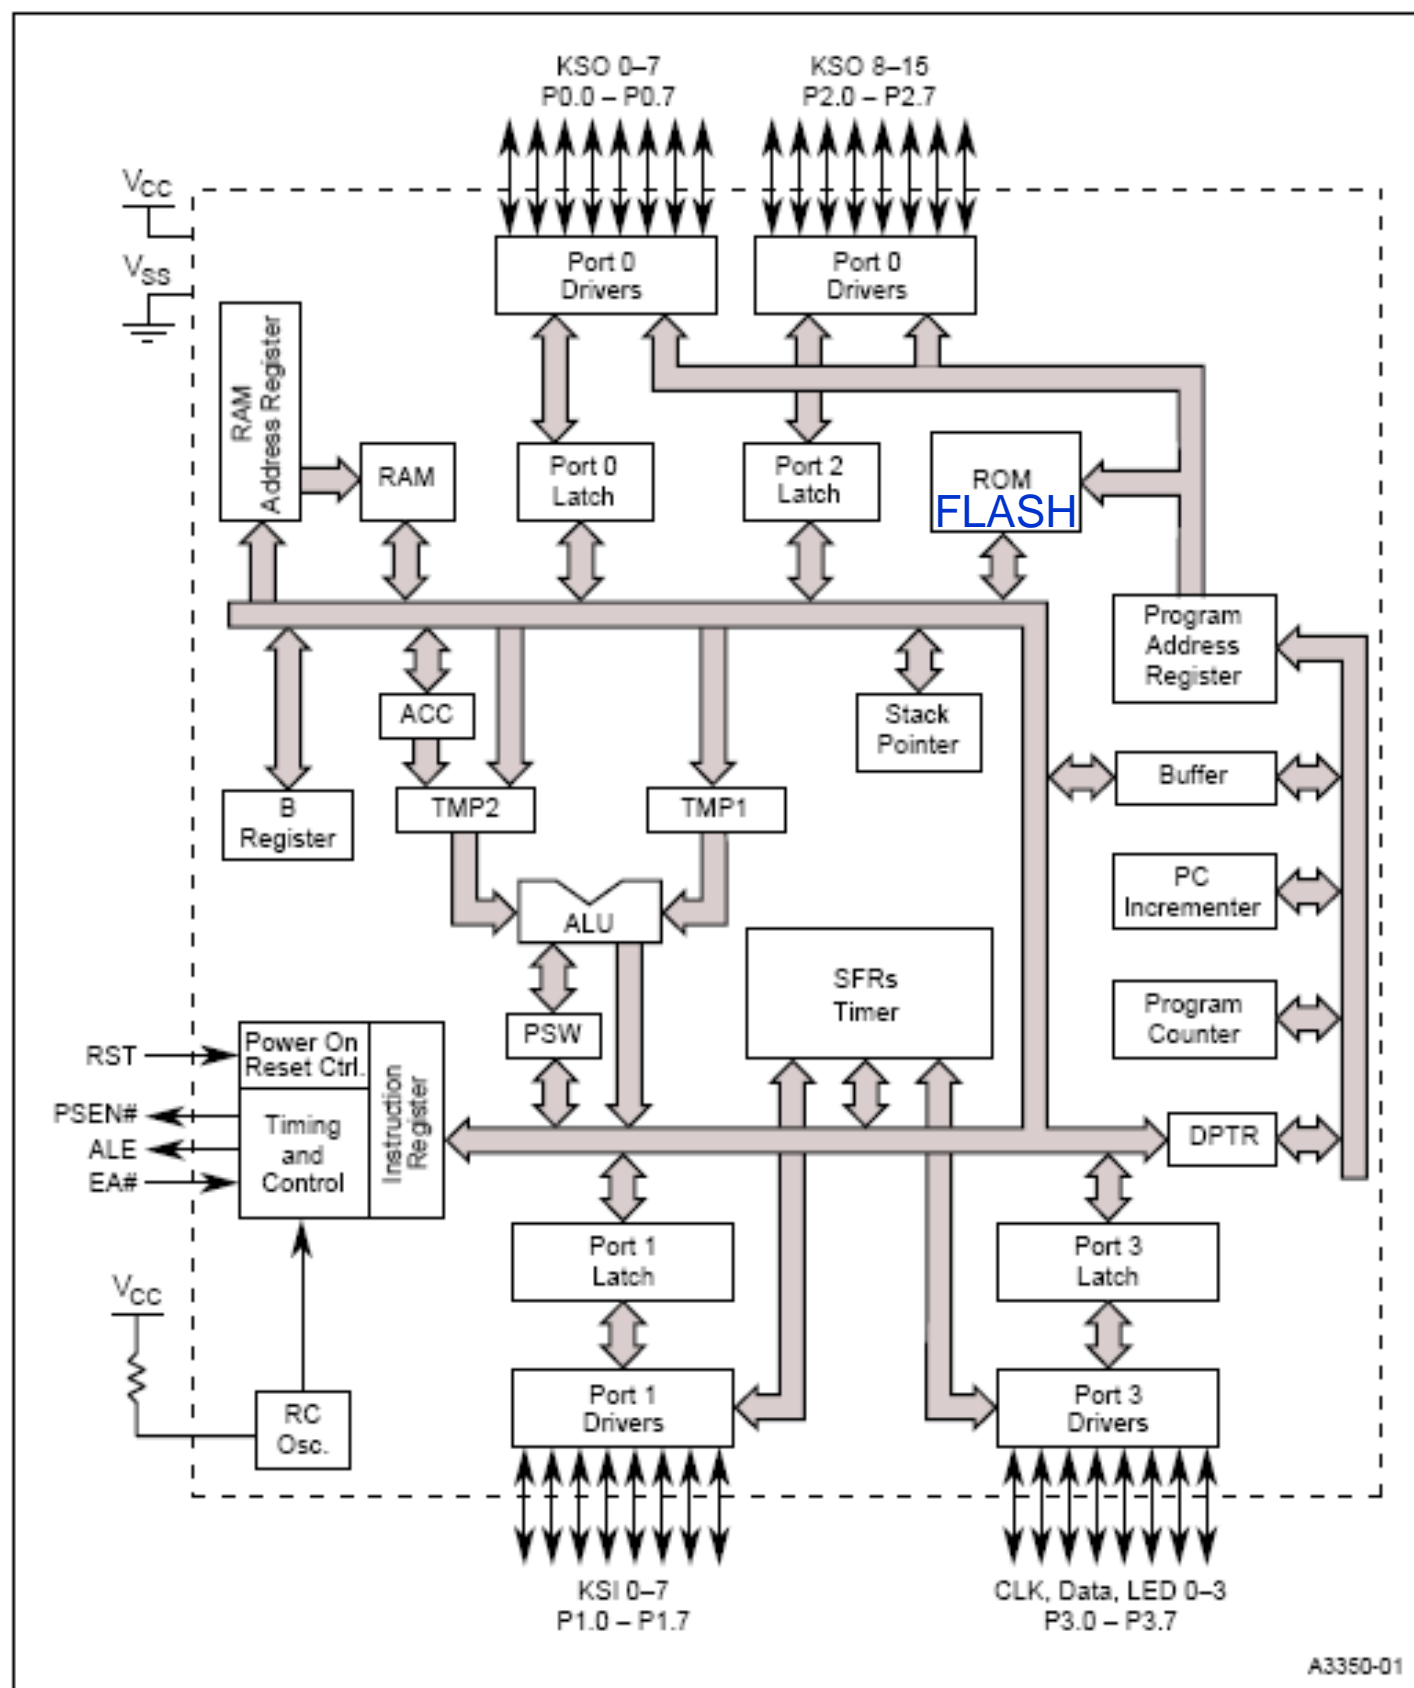 KSO 0–7
P0.0 – P0.7
KSO 8–15
P2.0 – P2.7
VCC
VSS
Port 0
Drivers
Port 0
Drivers
RAM
Address Register
RAM
Port 0
Latch
Port 2
Latch
ROM
FLASH
Program
Address
Register
ACC
Stack
Pointer
Buffer
B
Register
TMP2
TMP1
PC
Incrementer
ALU
SFRs
Timer
Program
Counter
PSW
RST
PSEN#
ALE
EA#
Power On
Reset Ctrl.
Timing
and
Control
Instruction
Register
DPTR
Port 1
Latch
Port 3
Latch
VCC
RC
Osc.
Port 1
Drivers
Port 3
Drivers
KSI 0–7
P1.0 – P1.7
CLK, Data, LED 0–3
P3.0 – P3.7
A3350-01